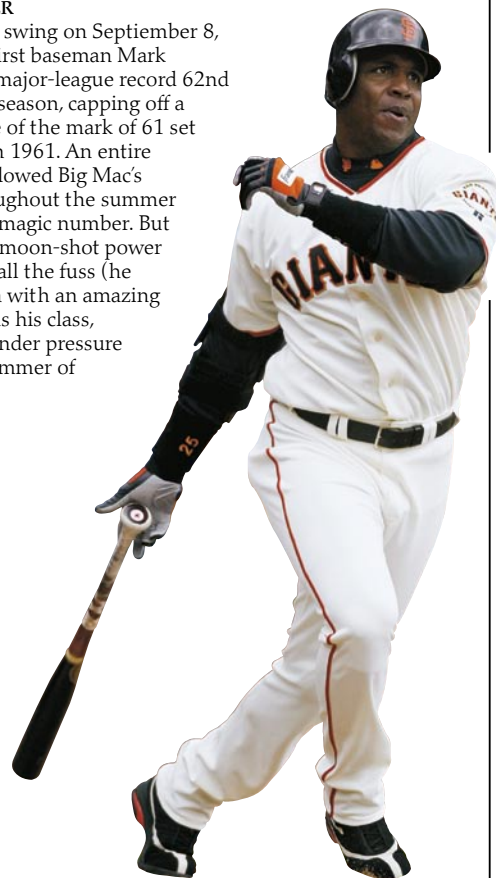 R
swing on Septiember 8,
irst baseman Mark
major-league record 62nd
season, capping off a
e of the mark of 61 set
n 1961. An entire
lowed Big Mac's
ughout the summer
magic number. But
moon-shot power
all the fuss (he
with an amazing
s his class,
nder pressure
mmer of
GIANTS
25